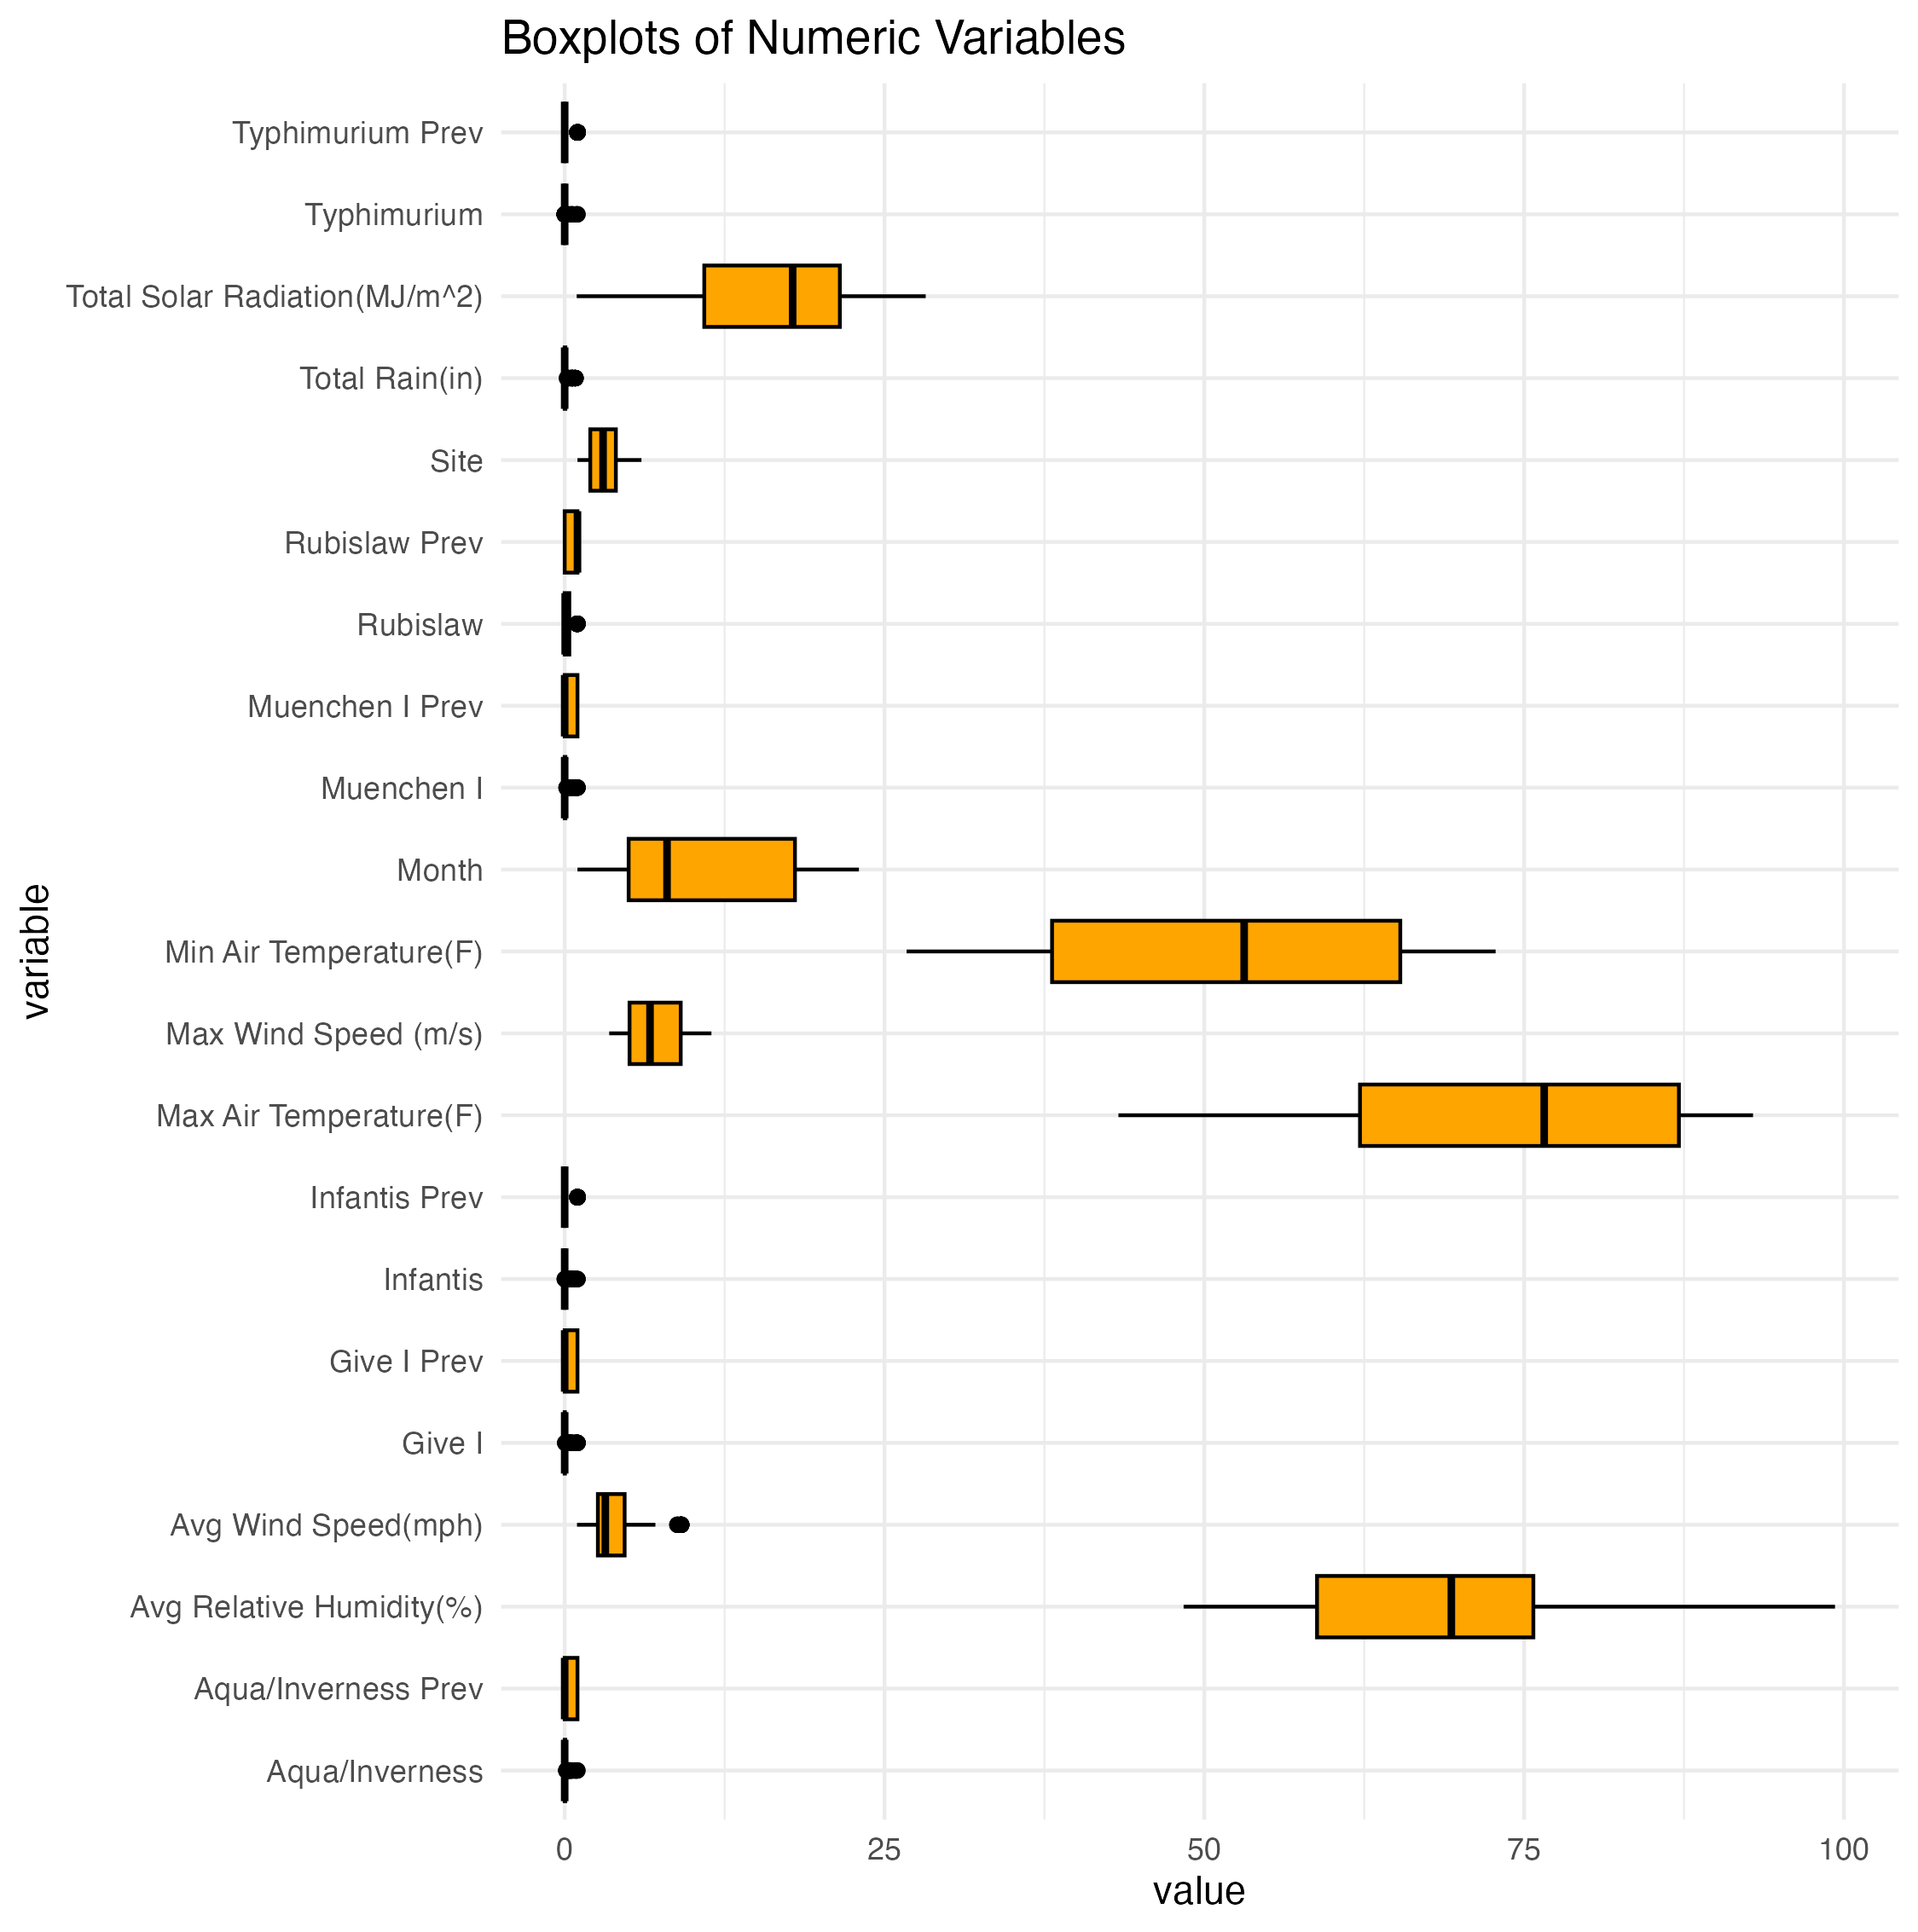 Boxplots of Numeric Variables
Typhimurium Prev
Typhimurium
Total Solar Radiation(MJ/m^2)
Total Rain(in)
Site
Rubislaw Prev
Rubislaw
Muenchen I Prev
Muenchen I
Month
Min Air Temperature(F)
Max Wind Speed (m/s)
Max Air Temperature(F)
Infantis Prev
Infantis
Give I Prev
Give I
Avg Wind Speed(mph)
Avg Relative Humidity(%)
Aqua/Inverness Prev
Aqua/Inverness
variable
0 25 50 75 100
value